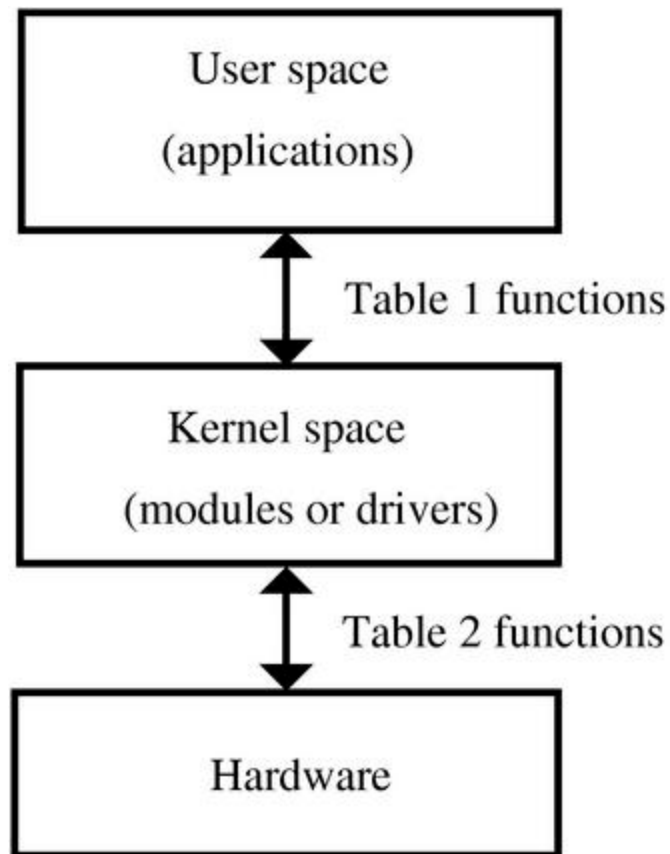 User space
(applications)
Table 1 functions
Kernel space
(modules or drivers)
Table 2 functions
Hardware